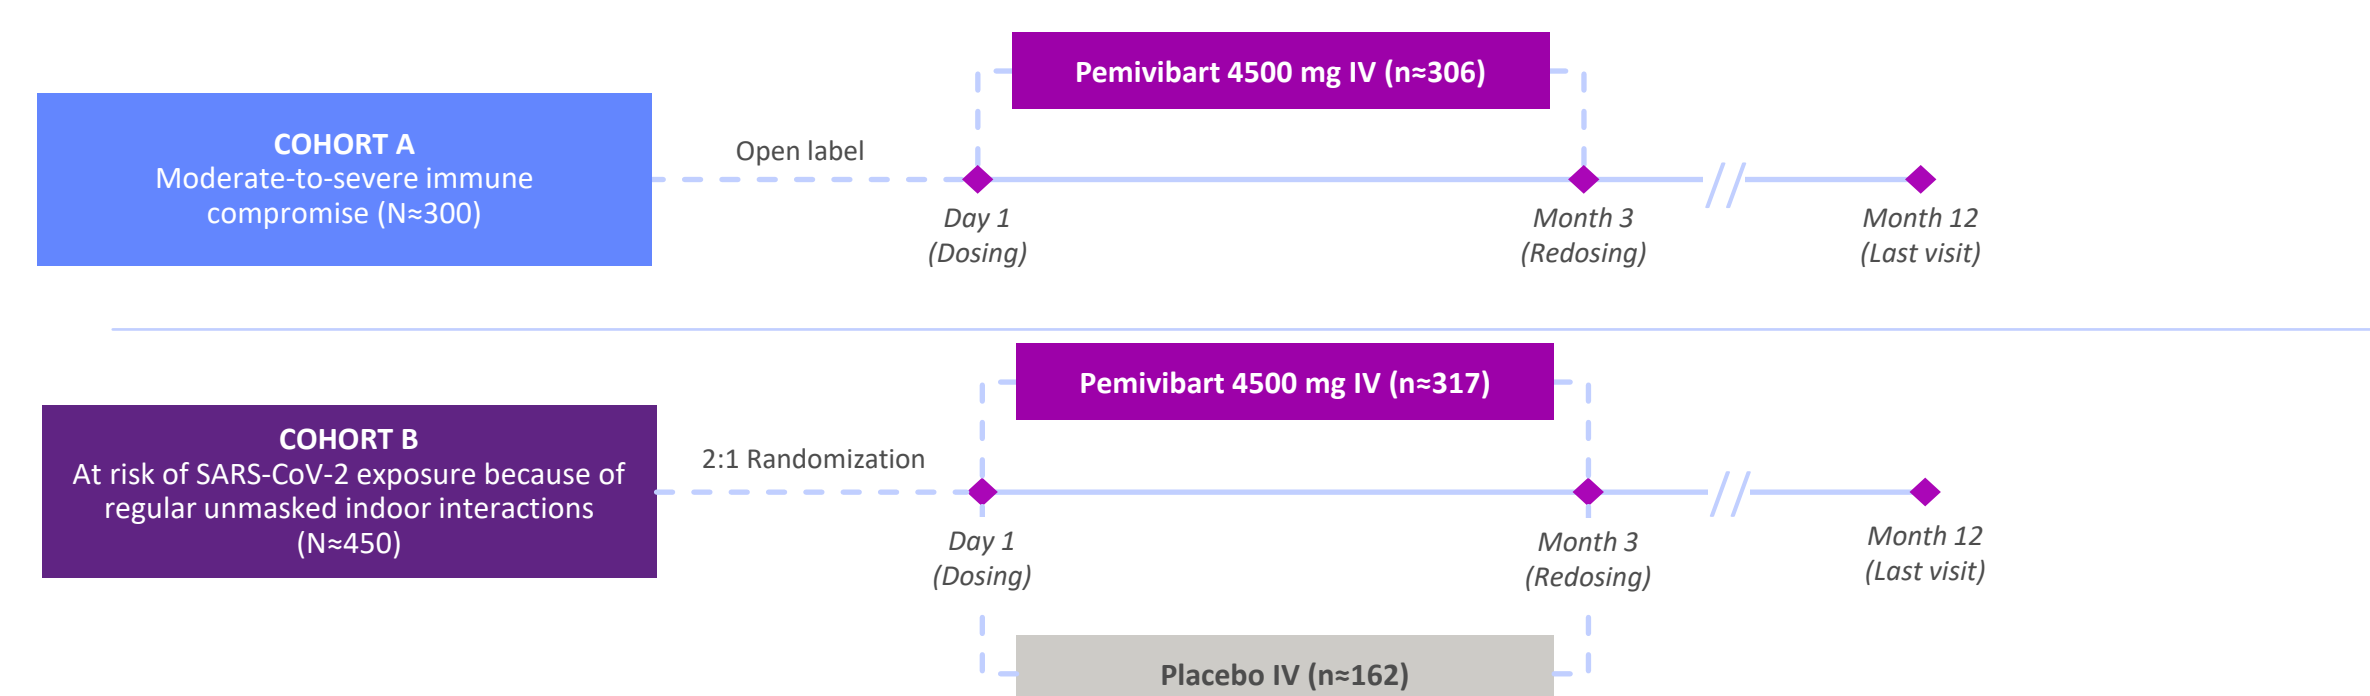 Pemivibart 4500 mg IV (n≈306)
COHORT A
Moderate-to-severe immune
compromise (N≈300)
Open label
Day 1
(Dosing)
Month 3
(Redosing)
Month 12
(Last visit)
Pemivibart 4500 mg IV (n≈317)
COHORT B
At risk of SARS-CoV-2 exposure because of
regular unmasked indoor interactions
(N≈450)
2:1 Randomization
Day 1
(Dosing)
Month 3
(Redosing)
Month 12
(Last visit)
Placebo IV (n≈162)